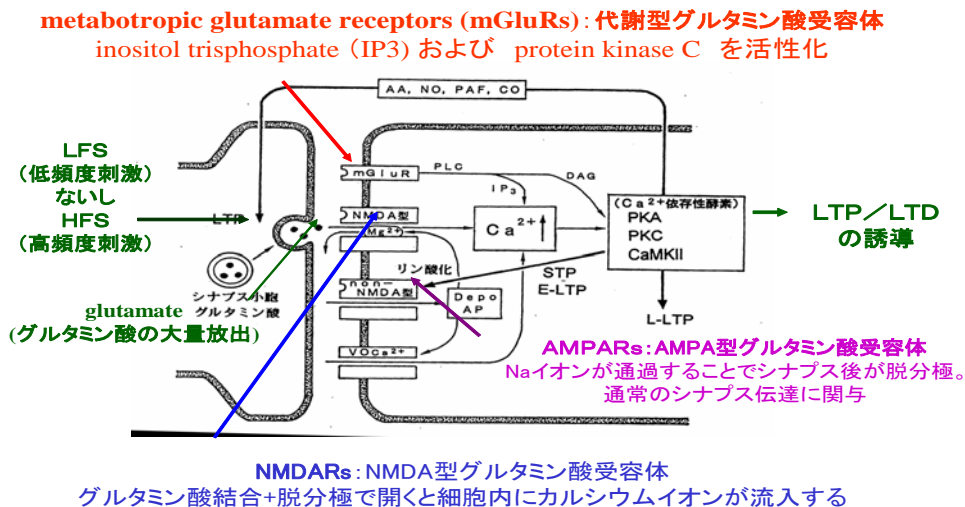 metabotropic glutamate receptors (mGluRs)：代謝型グルタミン酸受容体
inositol trisphosphate （IP3) および protein kinase C を活性化
AA, NO, PAF, CO
LFS
（低頻度刺激）
ないし
HFS
（高頻度刺激）
LTP
mGluR
PLC
IP₃
DAG
NMDA型
Mg²⁺
Ca²⁺↑
（Ca²⁺依存性酵素）
PKA
PKC
CaMKII
LTP／LTD
の誘導
シナプス小胞
グルタミン酸
glutamate
(グルタミン酸の大量放出)
リン酸化
non-
NMDA型
STP
E-LTP
Depo
AP
L-LTP
VOCa²⁺
AMPARs：AMPA型グルタミン酸受容体
Naイオンが通過することでシナプス後が脱分極。
通常のシナプス伝達に関与
NMDARs：NMDA型グルタミン酸受容体
グルタミン酸結合+脱分極で開くと細胞内にカルシウムイオンが流入する